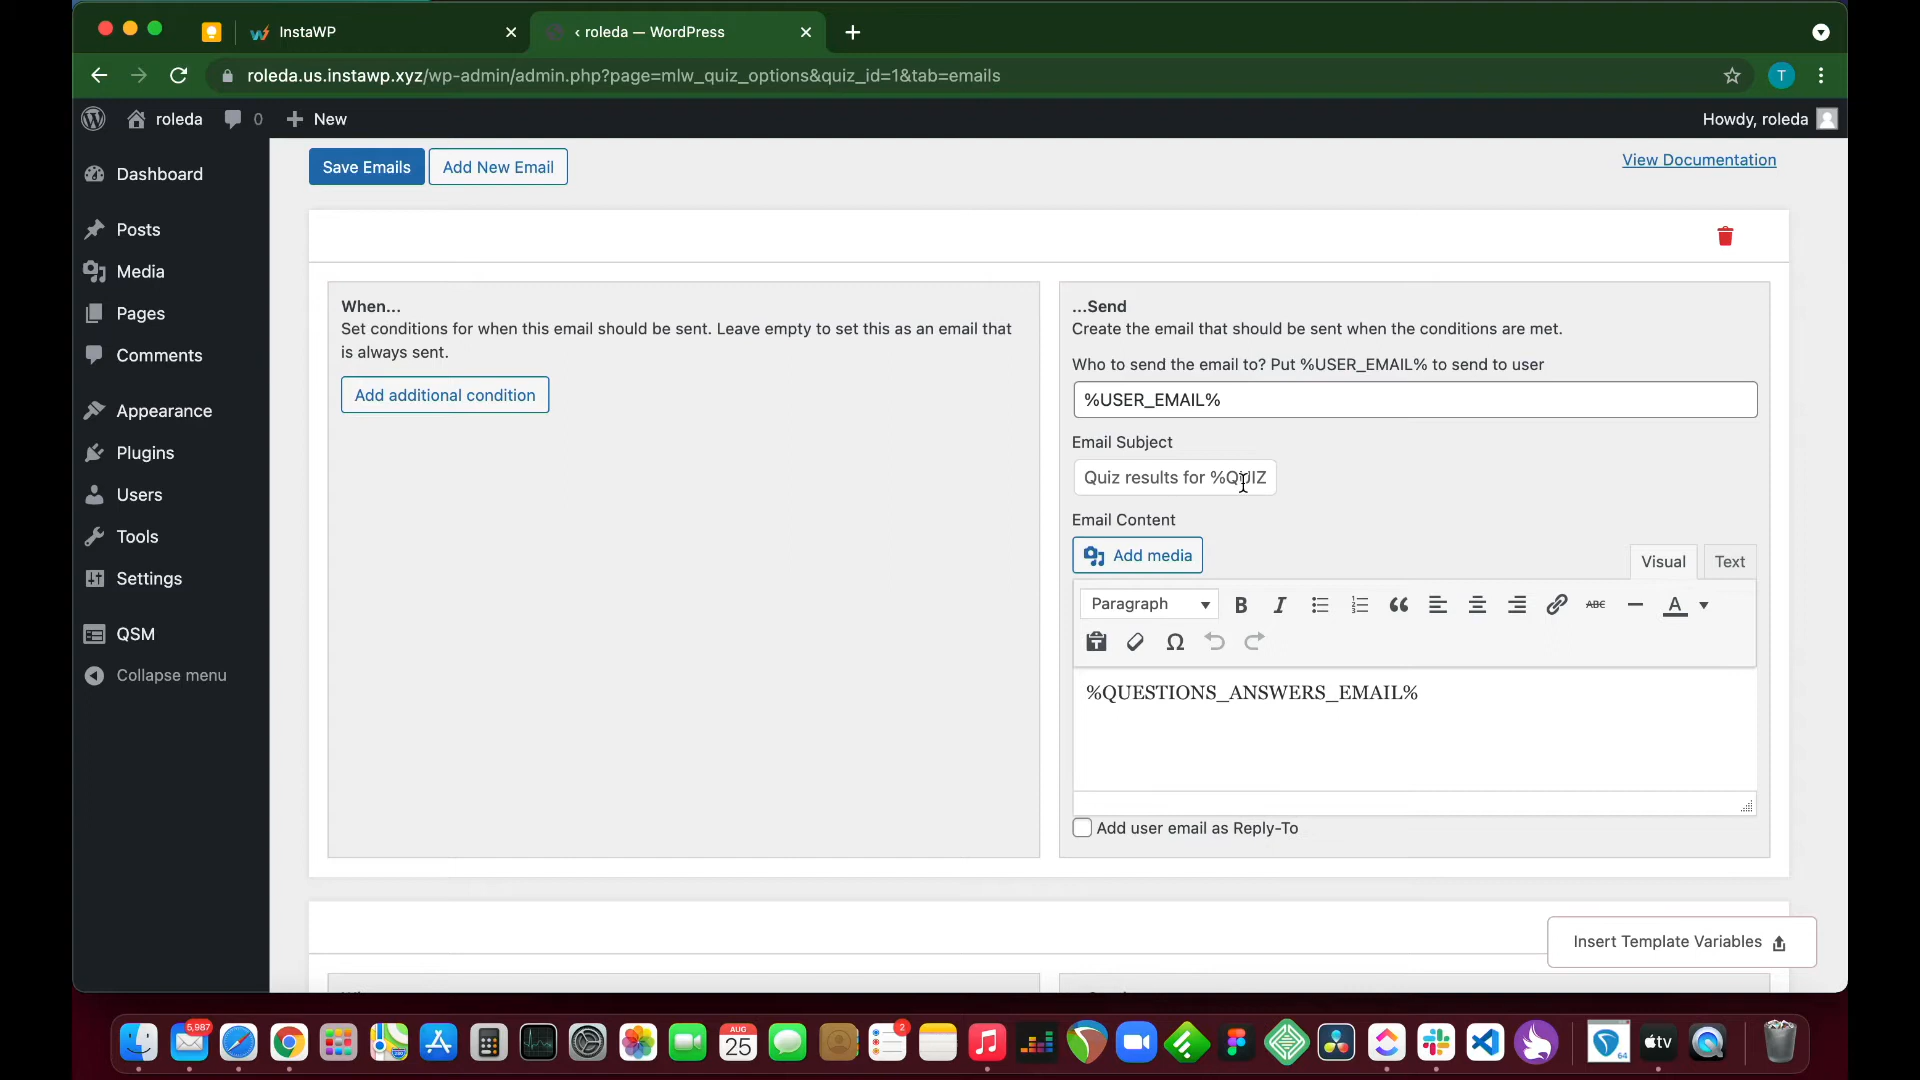 InstaWP
‹ roleda — WordPress
roleda.us.instawp.xyz/wp-admin/admin.php?page=mlw_quiz_options&quiz_id=1&tab=emails
T
roleda
0
New
Howdy, roleda
Dashboard
Posts
Media
Pages
Comments
Appearance
Plugins
Users
Tools
Settings
QSM
Collapse menu
Save Emails
Add New Email
View Documentation
When...
Set conditions for when this email should be sent. Leave empty to set this as an email that
is always sent.
Add additional condition
...Send
Create the email that should be sent when the conditions are met.
Who to send the email to? Put %USER_EMAIL% to send to user
%USER_EMAIL%
Email Subject
Quiz results for %QUIZ
Email Content
Add media
Visual
Text
Paragraph
B
I
ABC
A
Ω
%QUESTIONS_ANSWERS_EMAIL%
Add user email as Reply-To
Insert Template Variables
5,987
AUG
25
2
64
tv